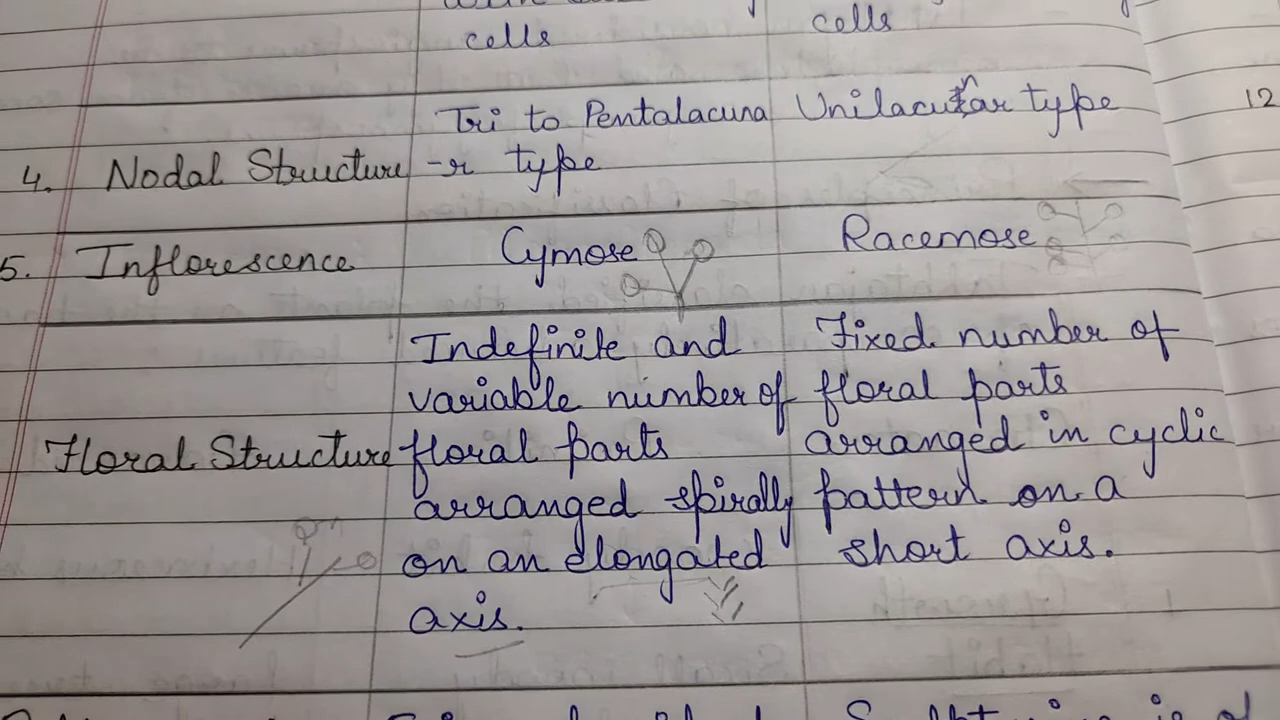 cells cells
Tri to Pentalacuna Unilacunar type 12
4. Nodal Structure -r type
5. Inflorescence Cymose Racemose
Indefinite and Fixed number of
variable number of floral parts
Floral Structure floral parts arranged in cyclic
arranged spirally pattern on a
on an elongated short axis.
axis.